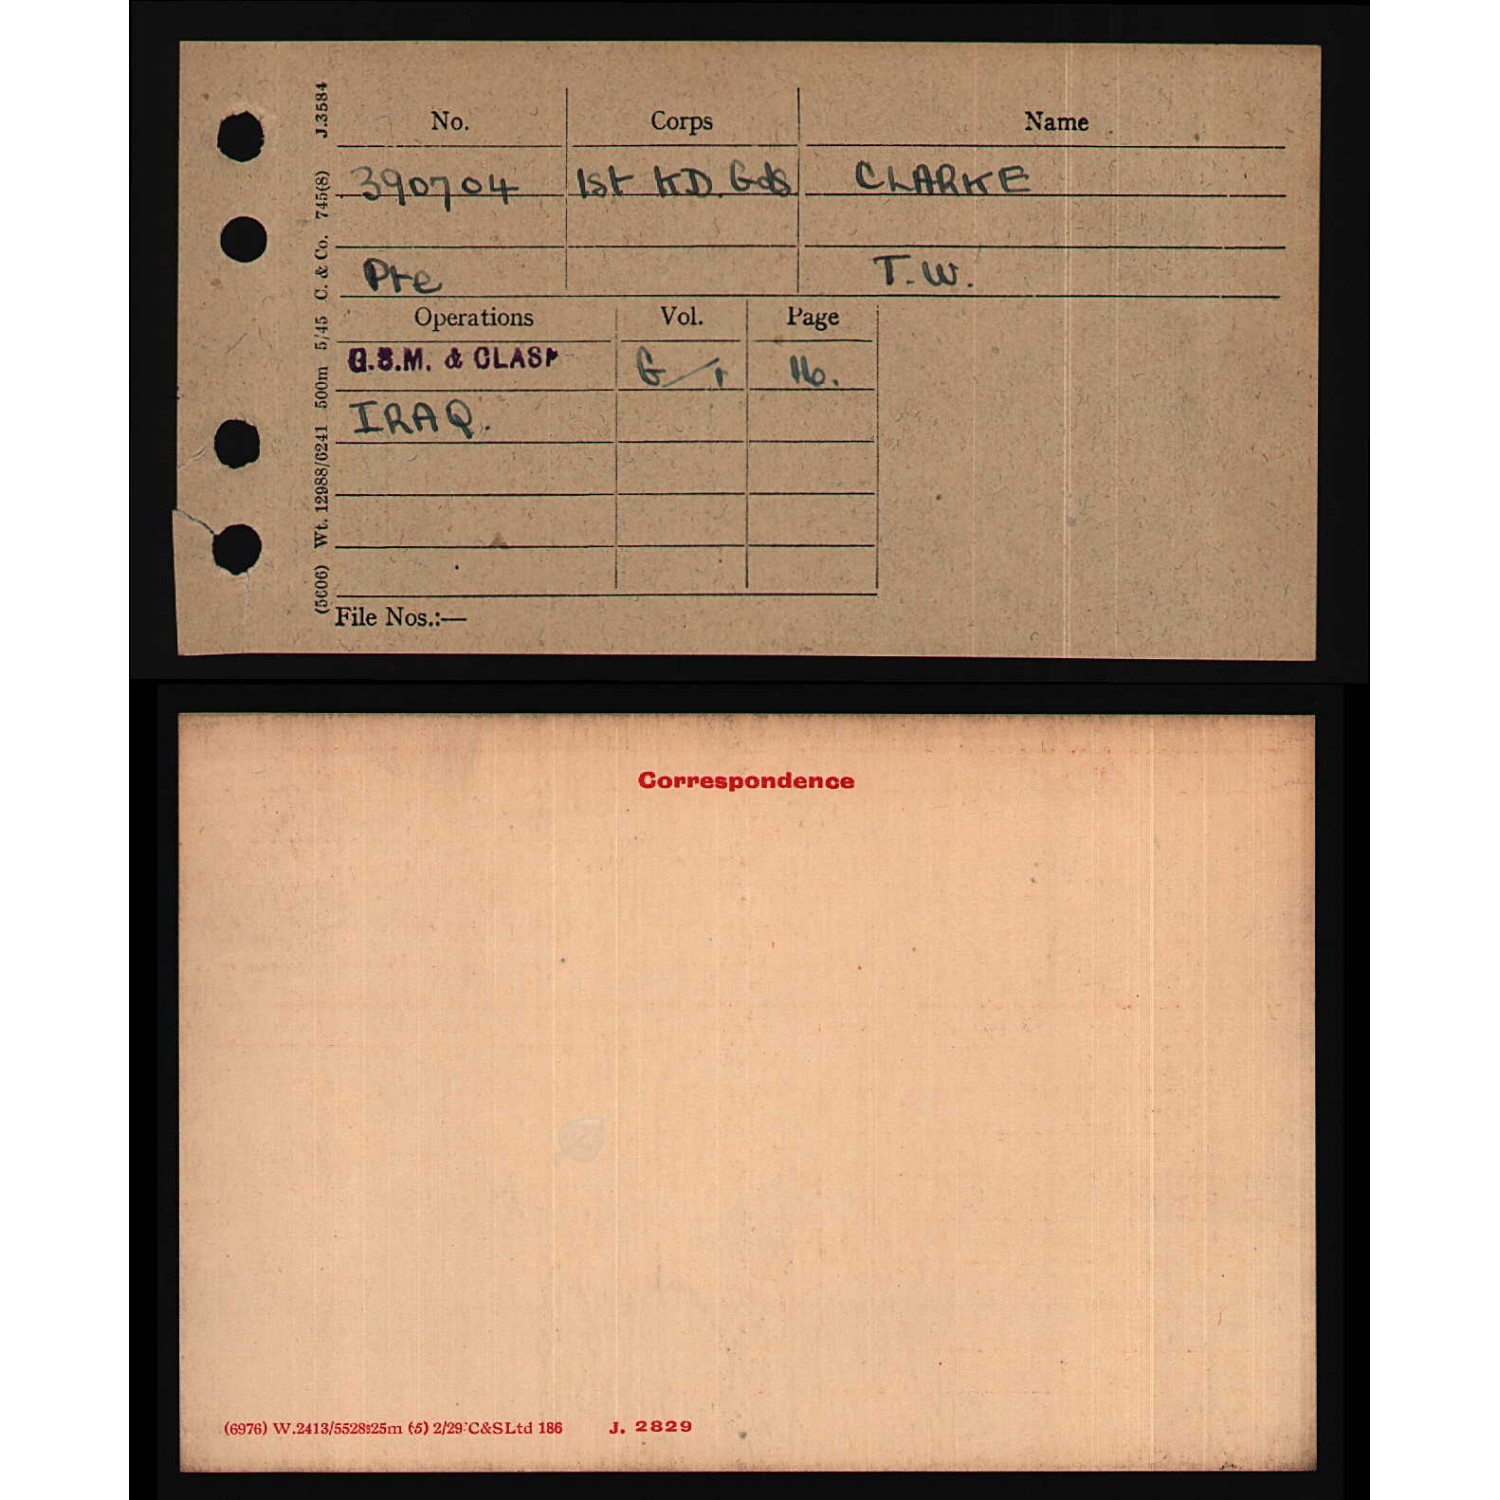 No. Corps Name
390704 1st KD. Gds CLARKE
Pte T.W.
Operations Vol. Page
G.S.M. & CLASP G/1 16.
IRAQ.
File Nos.:—
(5606) Wt. 12988/6241 500m 5/45 C. & Co. 745(8) J.3584
Correspondence
(6976) W.2413/5528 25m (5) 2/29 C&SLtd 186 J. 2829